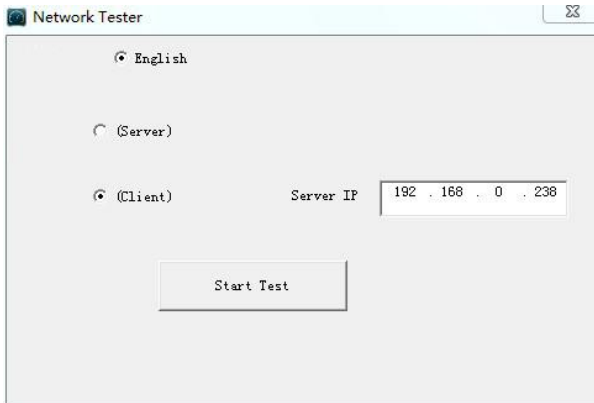 Network Tester
English
(Server)
(Client) Server IP 192 . 168 . 0 . 238
Start Test